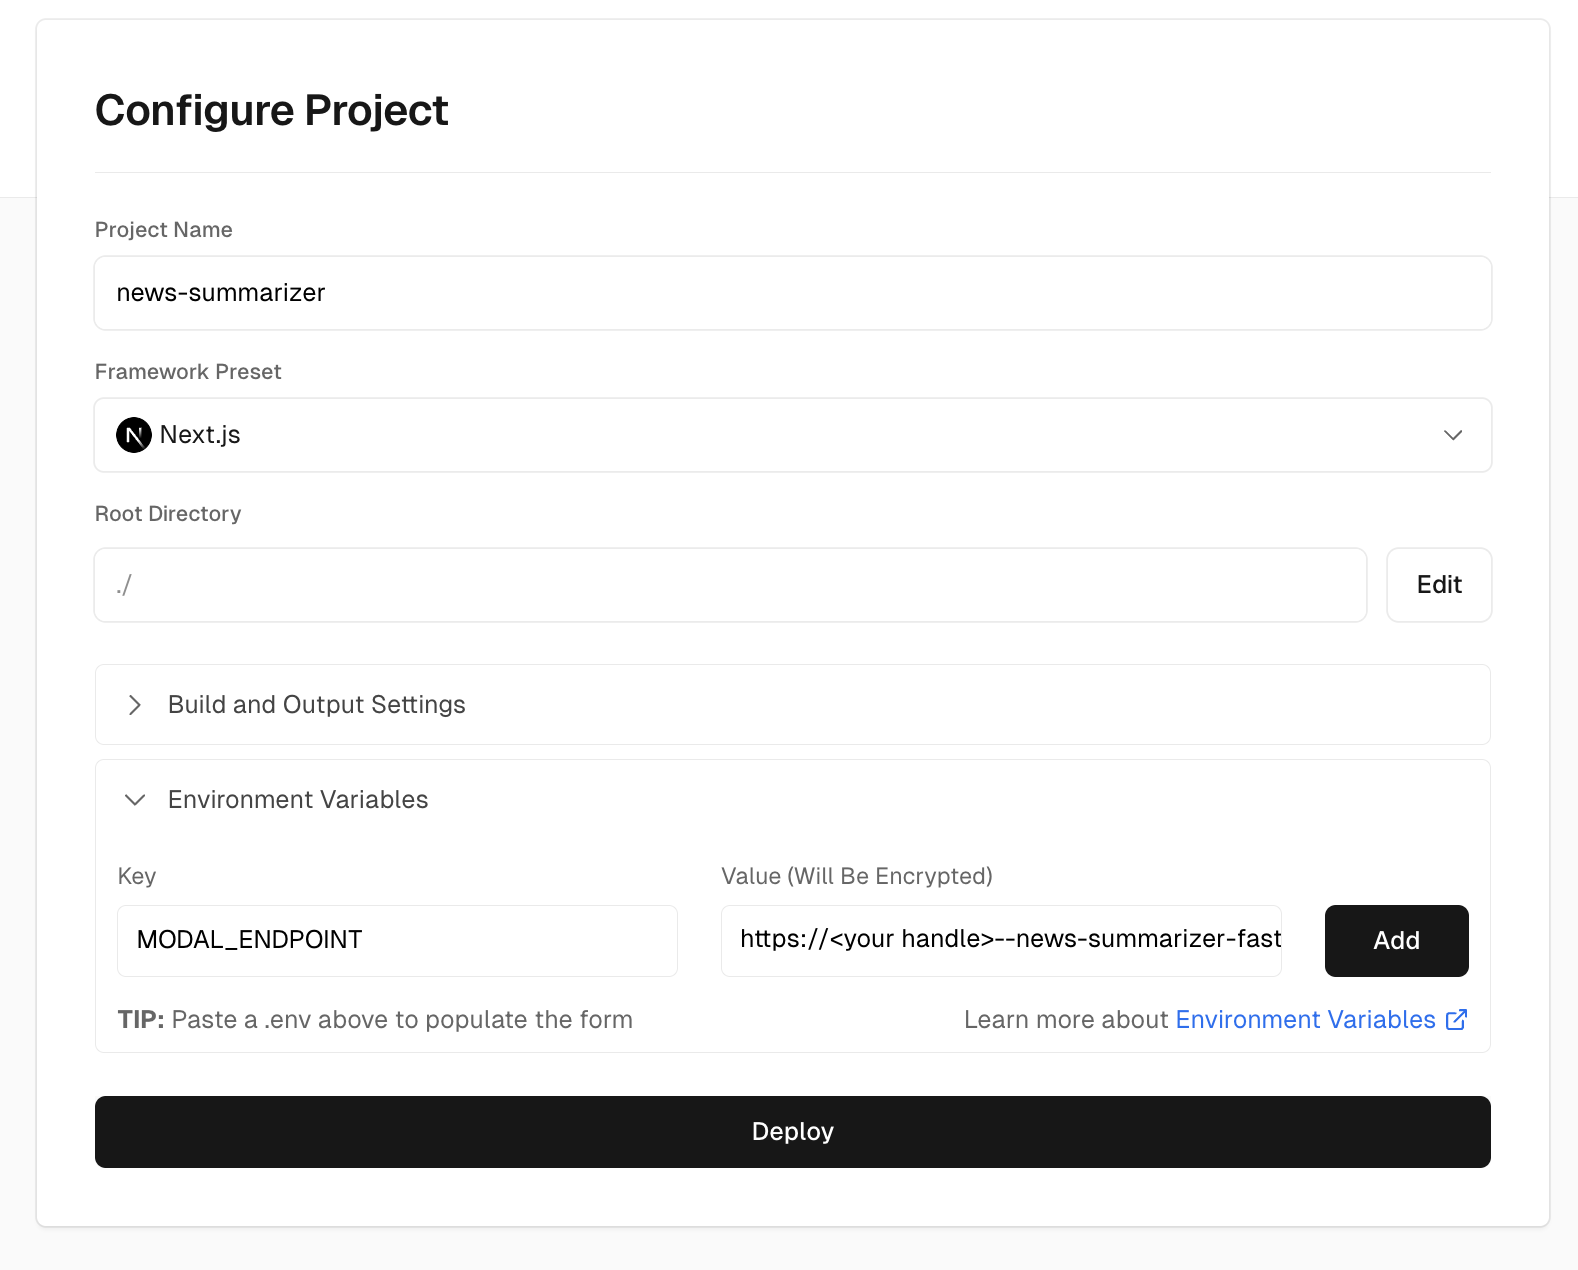 Configure Project
Project Name
news-summarizer
Framework Preset
N Next.js
Root Directory
./
Edit
Build and Output Settings
Environment Variables
Key
Value (Will Be Encrypted)
MODAL_ENDPOINT
https://<your handle>--news-summarizer-fast
Add
TIP: Paste a .env above to populate the form
Learn more about Environment Variables
Deploy